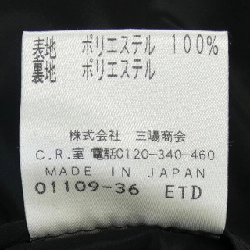 表地 ポリエステル 100%
裏地 ポリエステル
株式会社 三陽商会
C.R.室 電話0120-340-460
MADE IN JAPAN
01109-36 ETD